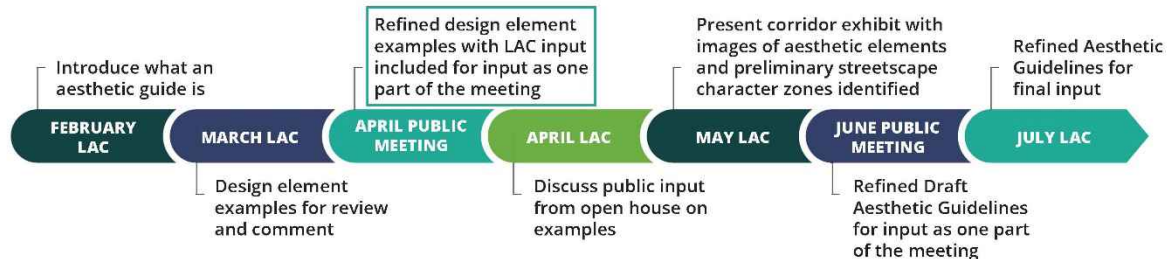 Introduce what an
aesthetic guide is
Refined design element
examples with LAC input
included for input as one
part of the meeting
Present corridor exhibit with
images of aesthetic elements
and preliminary streetscape
character zones identified
Refined Aesthetic
Guidelines for
final input
FEBRUARY
LAC
MARCH LAC
APRIL PUBLIC
MEETING
APRIL LAC
MAY LAC
JUNE PUBLIC
MEETING
JULY LAC
Design element
examples for review
and comment
Discuss public input
from open house on
examples
Refined Draft
Aesthetic Guidelines
for input as one part
of the meeting